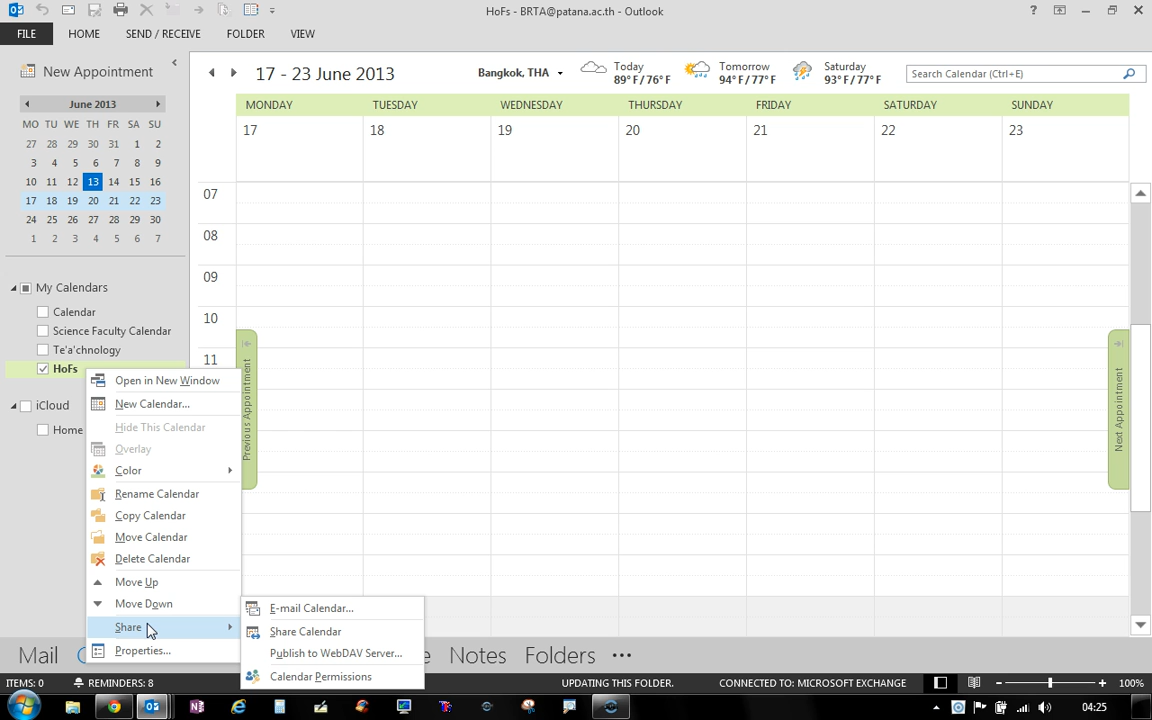 HoFs - BRTA@patana.ac.th - Outlook
FILE HOME SEND / RECEIVE FOLDER VIEW
New Appointment
June 2013
MO TU WE TH FR SA SU
27 28 29 30 31 1 2
3 4 5 6 7 8 9
10 11 12 13 14 15 16
17 18 19 20 21 22 23
24 25 26 27 28 29 30
1 2 3 4 5 6 7
My Calendars
Calendar
Science Faculty Calendar
Te'a'chnology
HoFs
iCloud
Home
17 - 23 June 2013
Bangkok, THA
Today
89°F/76°F
Tomorrow
94°F/77°F
Saturday
93°F/77°F
Search Calendar (Ctrl+E)
MONDAY TUESDAY WEDNESDAY THURSDAY FRIDAY SATURDAY SUNDAY
17 18 19 20 21 22 23
07
08
09
10
11
Previous Appointment
Next Appointment
Open in New Window
New Calendar...
Hide This Calendar
Overlay
Color
Rename Calendar
Copy Calendar
Move Calendar
Delete Calendar
Move Up
Move Down
Share
Properties...
E-mail Calendar...
Share Calendar
Publish to WebDAV Server...
Calendar Permissions
Mail Notes Folders •••
ITEMS: 0 REMINDERS: 8 UPDATING THIS FOLDER. CONNECTED TO: MICROSOFT EXCHANGE 100%
04:25